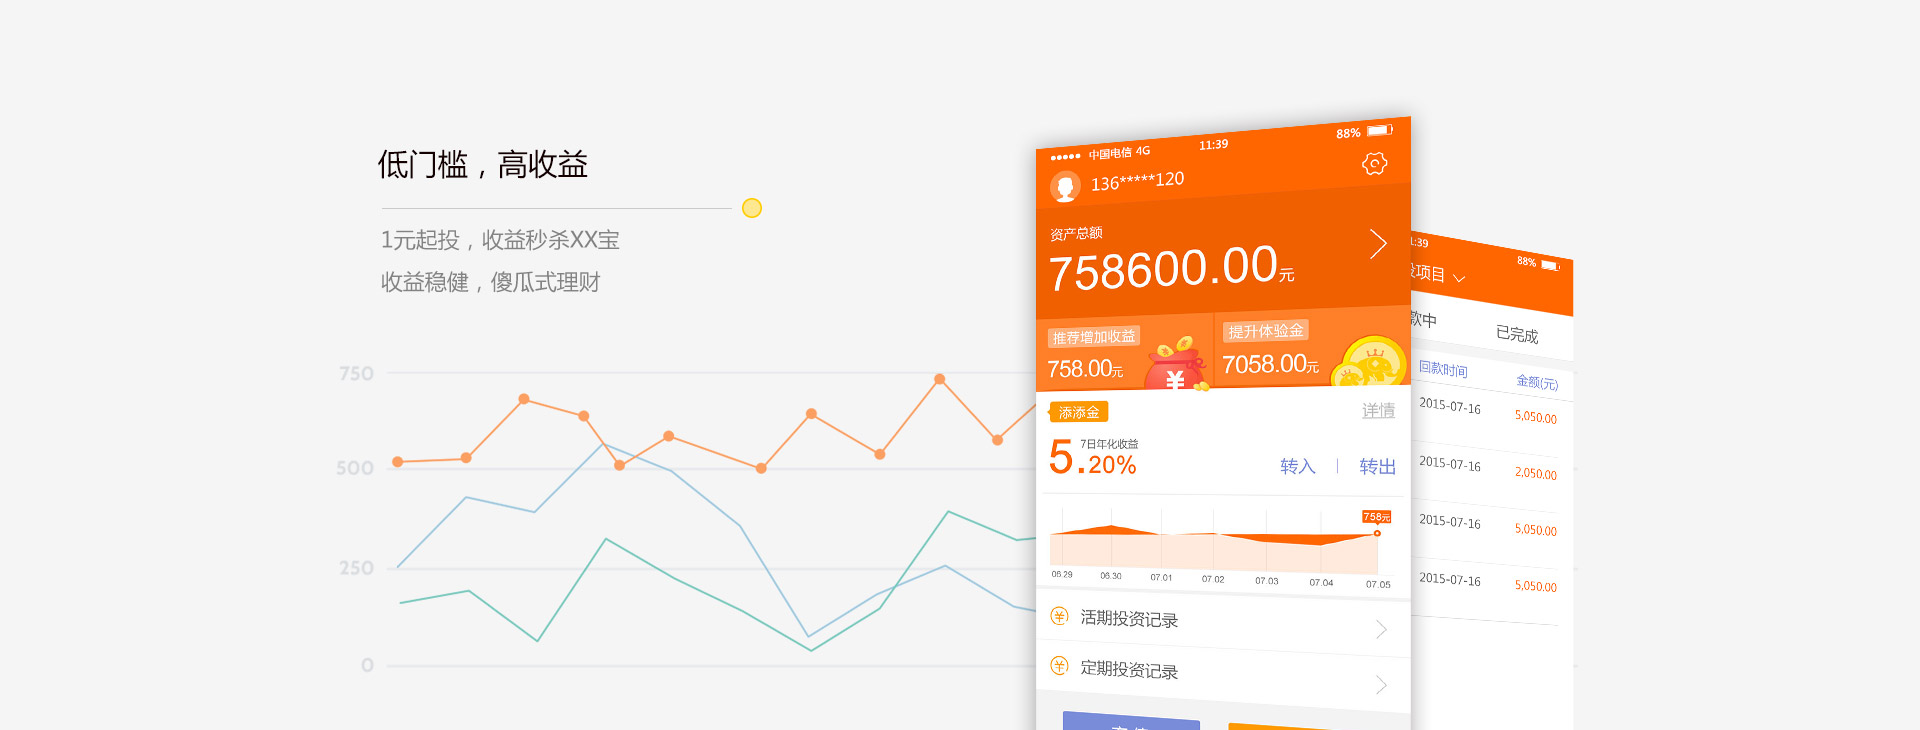 低门槛，高收益
1元起投，收益秒杀XX宝
收益稳健，傻瓜式理财
750
500
250
0
中国电信 4G 11:39 88%
136*****120
资产总额
758600.00元
推荐增加收益 提升体验金
758.00元 7058.00元
添添金 详情
5.20% 7日年化收益
转入 转出
758元
06.29 06.30 07.01 07.02 07.03 07.04 07.05
活期投资记录
定期投资记录
:39 88%
项目
款中 已完成
回款时间 金额(元)
2015-07-16 5,050.00
2015-07-16 2,050.00
2015-07-16 5,050.00
2015-07-16 5,050.00